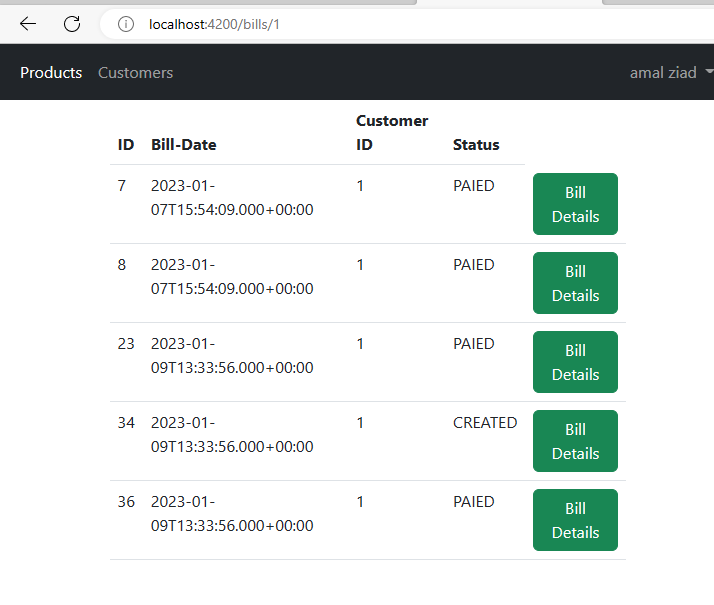 localhost:4200/bills/1
Products Customers amal ziad
Customer
ID Bill-Date ID Status
7 2023-01- 1 PAIED Bill
07T15:54:09.000+00:00 Details
8 2023-01- 1 PAIED Bill
07T15:54:09.000+00:00 Details
23 2023-01- 1 PAIED Bill
09T13:33:56.000+00:00 Details
34 2023-01- 1 CREATED Bill
09T13:33:56.000+00:00 Details
36 2023-01- 1 PAIED Bill
09T13:33:56.000+00:00 Details